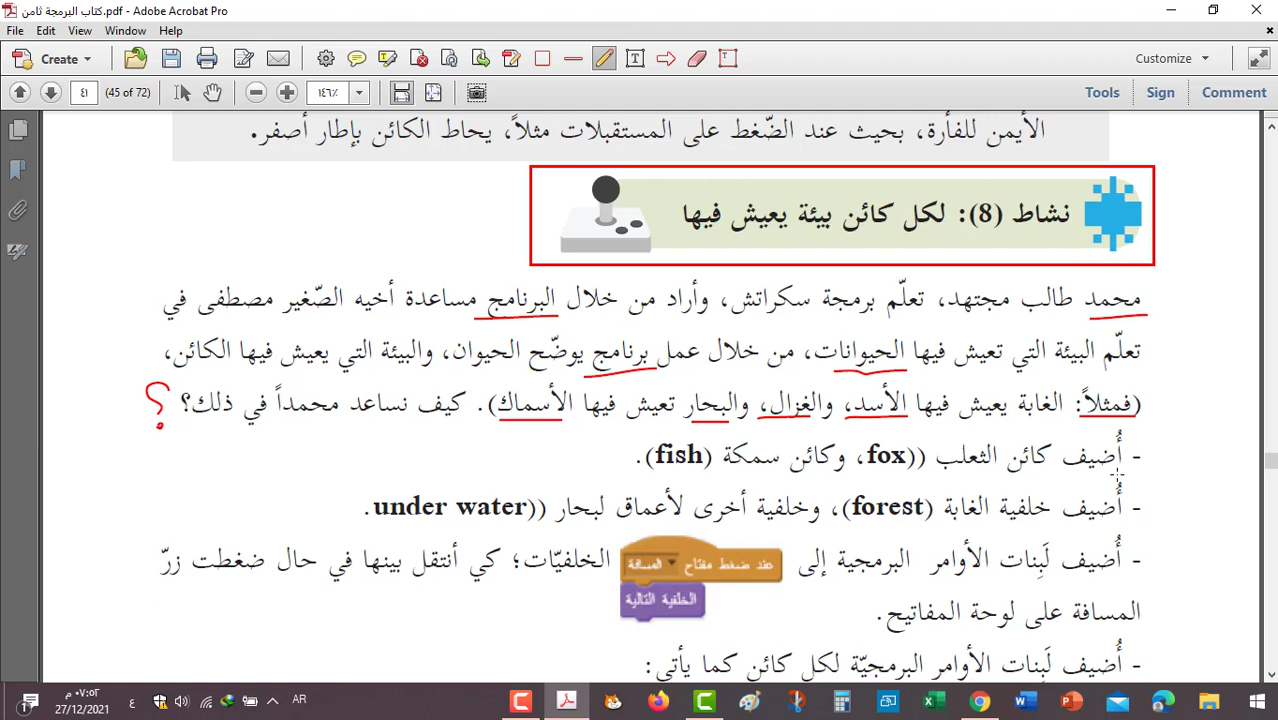 كتاب البرمجة ثامن.pdf - Adobe Acrobat Pro
File Edit View Window Help
Create
Customize
٤١ (45 of 72) ١٤٦٪
Tools Sign Comment
الأيمن للفأرة، بحيث عند الضّغط على المستقبلات مثلاً، يحاط الكائن بإطار أصفر.
نشاط (8): لكل كائن بيئة يعيش فيها
محمد طالب مجتهد، تعلّم برمجة سكراتش، وأراد من خلال البرنامج مساعدة أخيه الصّغير مصطفى في
تعلّم البيئة التي تعيش فيها الحيوانات، من خلال عمل برنامج يوضّح الحيوان، والبيئة التي يعيش فيها الكائن،
(فمثلاً: الغابة يعيش فيها الأسد، والغزال، والبحار تعيش فيها الأسماك). كيف نساعد محمداً في ذلك؟ ؟
- أُضيف كائن الثعلب ((fox، وكائن سمكة (fish).
- أُضيف خلفية الغابة (forest)، وخلفية أخرى لأعماق لبحار ((under water.
- أُضيف لَبِنات الأوامر البرمجية إلى عند ضغط مفتاح المسافة الخلفيّات؛ كي أنتقل بينها في حال ضغطت زرّ
الخلفية التالية
المسافة على لوحة المفاتيح.
- أُضيف لَبِنات الأوامر البرمجيّة لكل كائن كما يأتي:
٠٧:٥٢ م
27/12/2021
ع
AR